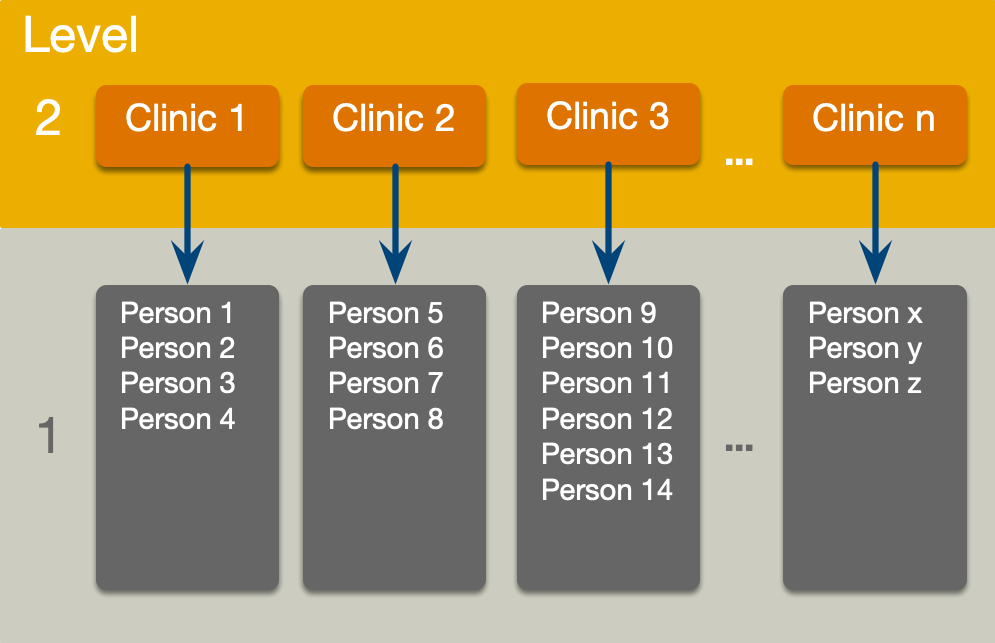 Level
2
Clinic 1
Clinic 2
Clinic 3
...
Clinic n
1
Person 1
Person 2
Person 3
Person 4
Person 5
Person 6
Person 7
Person 8
Person 9
Person 10
Person 11
Person 12
Person 13
Person 14
...
Person x
Person y
Person z